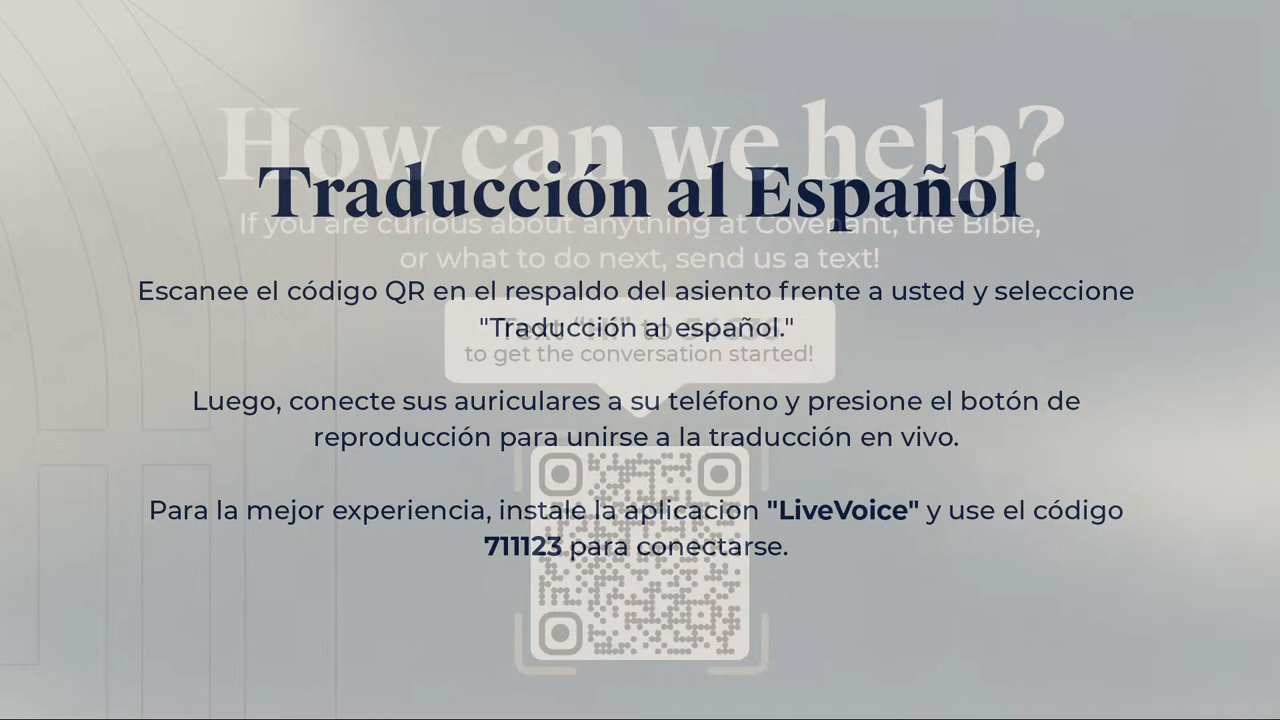 How can we help?
Traducción al Español
If you are curious about anything at Covenant, the Bible,
or what to do next, send us a text!
Escanee el código QR en el respaldo del asiento frente a usted y seleccione
"Traducción al español."
Text "Hi" to
to get the conversation started!
Luego, conecte sus auriculares a su teléfono y presione el botón de
reproducción para unirse a la traducción en vivo.
Para la mejor experiencia, instale la aplicacion "LiveVoice" y use el código
711123 para conectarse.